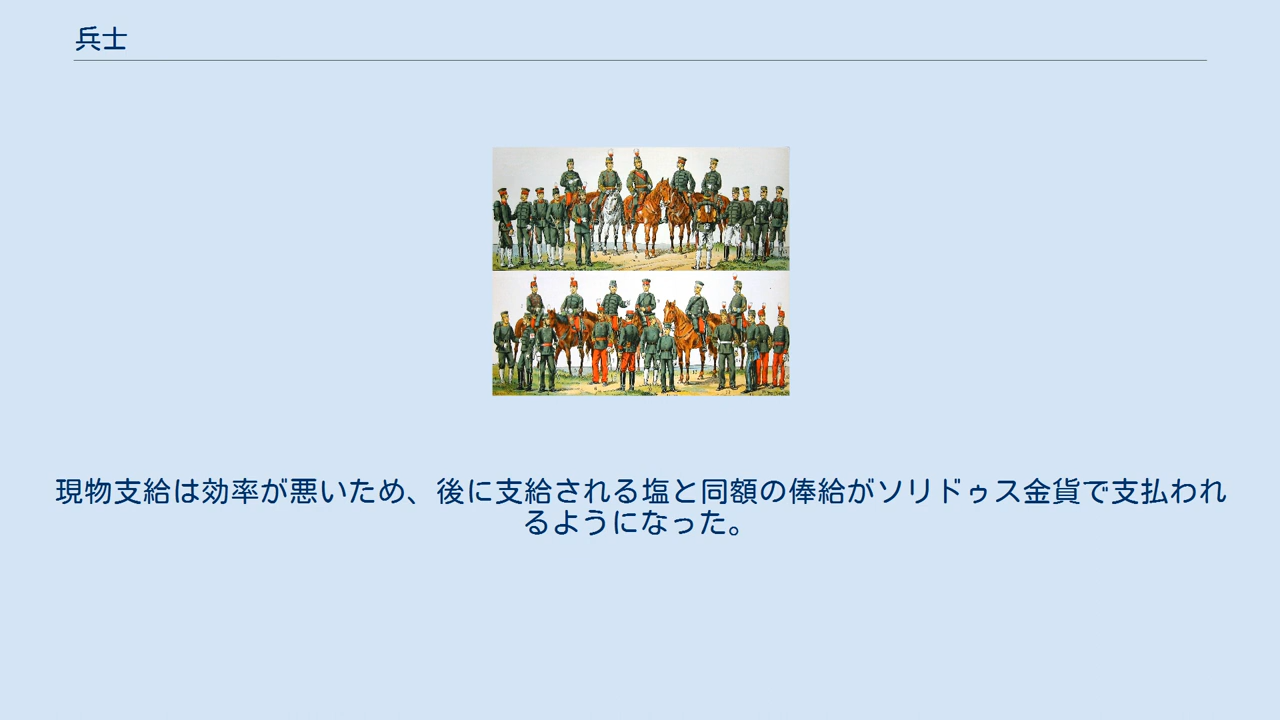 兵士
現物支給は効率が悪いため、後に支給される塩と同額の俸給がソリドゥス金貨で支払われ
るようになった。